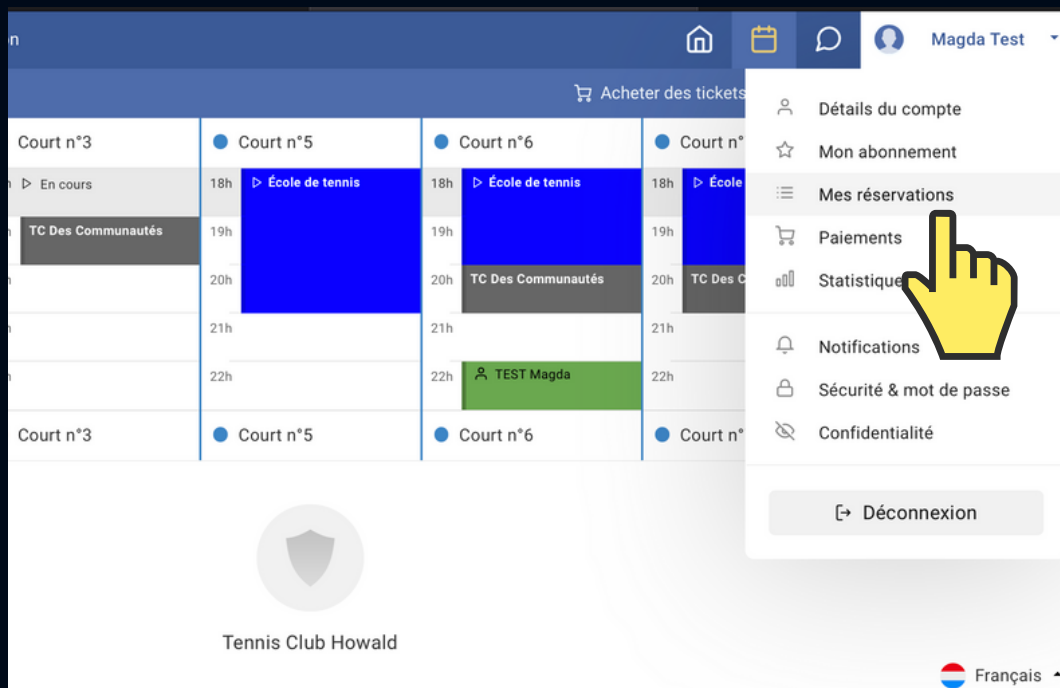 n
Magda Test
Acheter des tickets
Court n°3
Court n°5
Court n°6
Court n°
En cours
18h
École de tennis
18h
École de tennis
18h
École
TC Des Communautés
19h
19h
19h
20h
20h
TC Des Communautés
20h
TC Des C
21h
21h
21h
22h
22h
TEST Magda
22h
Court n°3
Court n°5
Court n°6
Court n°
Détails du compte
Mon abonnement
Mes réservations
Paiements
Statistique
Notifications
Sécurité & mot de passe
Confidentialité
Déconnexion
Tennis Club Howald
Français